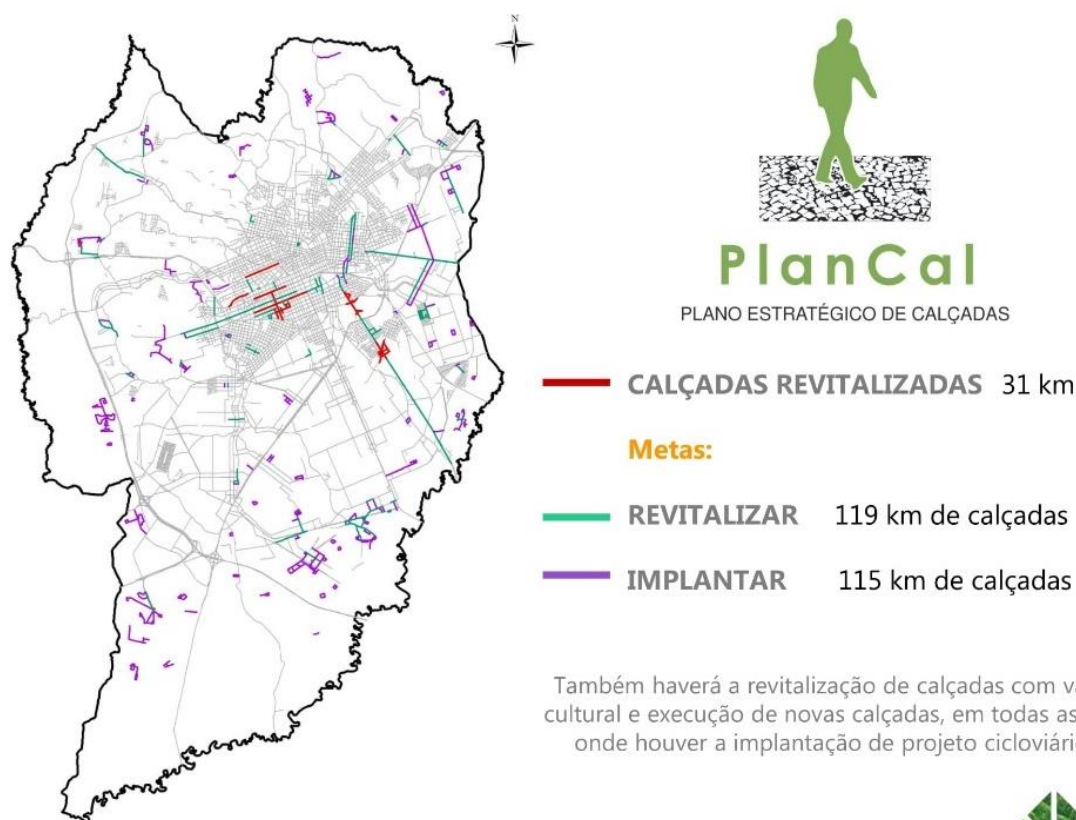 N
PlanCal
PLANO ESTRATÉGICO DE CALÇADAS
CALÇADAS REVITALIZADAS 31 km
Metas:
REVITALIZAR 119 km de calçadas
IMPLANTAR 115 km de calçadas
Também haverá a revitalização de calçadas com
cultural e execução de novas calçadas, em todas as
onde houver a implantação de projeto